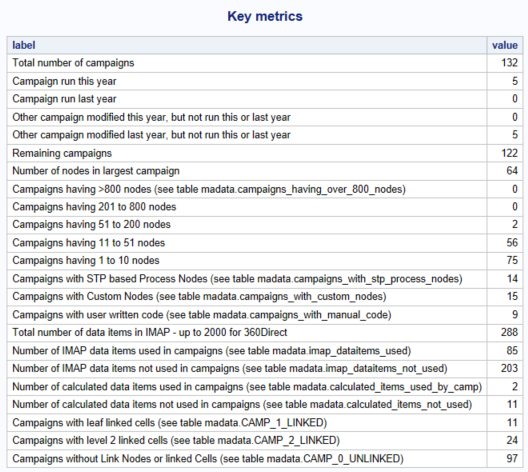 Key metrics
label value
Total number of campaigns 132
Campaign run this year 5
Campaign run last year 0
Other campaign modified this year, but not run this or last year 0
Other campaign modified last year, but not run this or last year 5
Remaining campaigns 122
Number of nodes in largest campaign 64
Campaigns having >800 nodes (see table madata.campaigns_having_over_800_nodes) 0
Campaigns having 201 to 800 nodes 0
Campaigns having 51 to 200 nodes 2
Campaigns having 11 to 51 nodes 56
Campaigns having 1 to 10 nodes 75
Campaigns with STP based Process Nodes (see table madata.campaigns_with_stp_process_nodes) 14
Campaigns with Custom Nodes (see table madata.campaigns_with_custom_nodes) 15
Campaigns with user written code (see table madata.campaigns_with_manual_code) 9
Total number of data items in IMAP - up to 2000 for 360Direct 288
Number of IMAP data items used in campaigns (see table madata.imap_dataitems_used) 85
Number of IMAP data items not used in campaigns (see table madata.imap_dataitems_not_used) 203
Number of calculated data items used in campaigns (see table madata.calculated_items_used_by_camp) 2
Number of calculated data items not used in campaigns (see table madata.calculated_items_not_used) 11
Campaigns with leaf linked cells (see table madata.CAMP_1_LINKED) 11
Campaigns with level 2 linked cells (see table madata.CAMP_2_LINKED) 24
Campaigns without Link Nodes or linked Cells (see table madata.CAMP_0_UNLINKED) 97